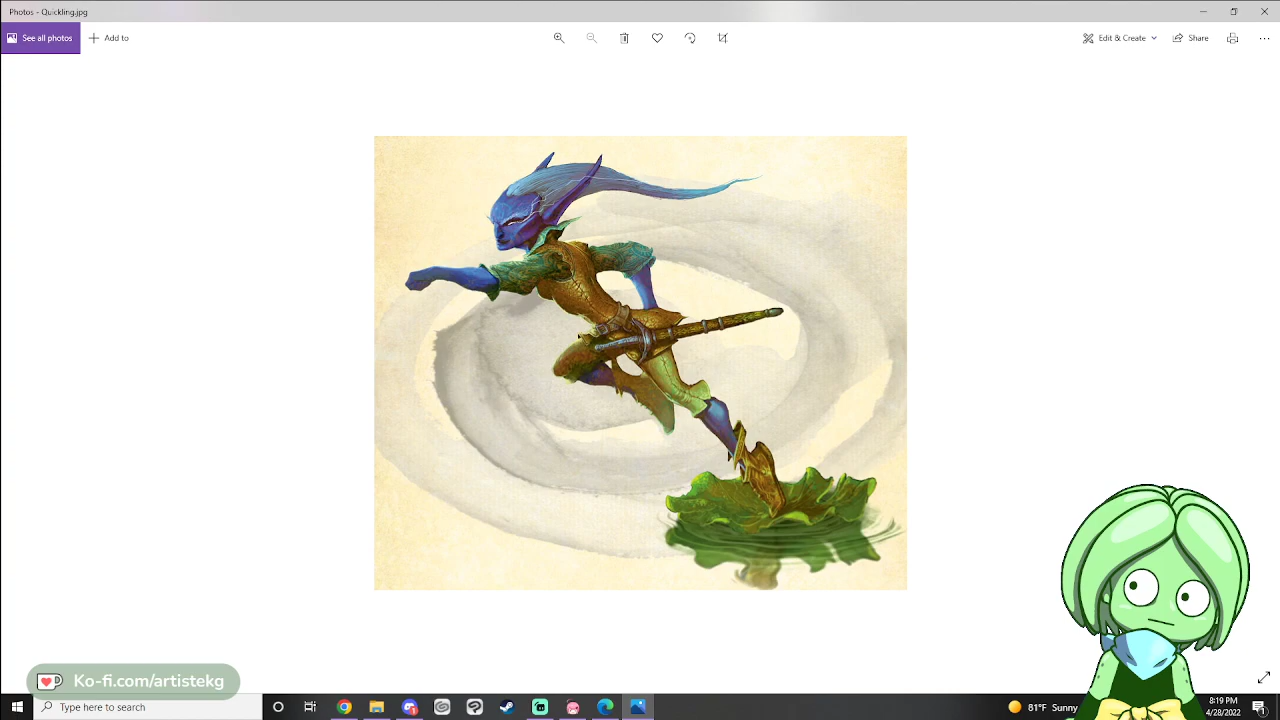 Photos - Quickling.jpg
See all photos
Add to
Edit & Create
Share
Ko-fi.com/artistekg
Type here to search
81°F Sunny
8:19 PM
4/28/2022